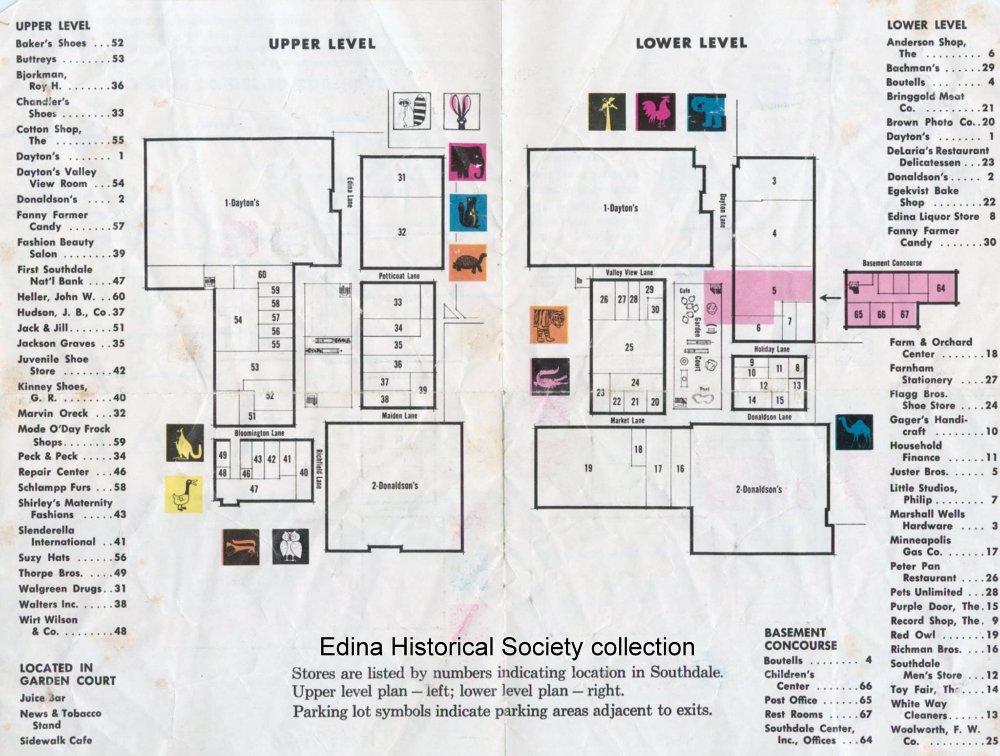 UPPER LEVEL
Baker's Shoes ...52
Buttreys ........53
Bjorkman,
Roy H. .......36
Chandler's
Shoes ........33
Cotton Shop,
The .........55
Dayton's ....... 1
Dayton's Valley
View Room ...54
Donaldson's .... 2
Fanny Farmer
Candy .......57
Fashion Beauty
Salon ........39
First Southdale
Nat'l Bank ....47
Heller, John W. ..60
Hudson, J. B., Co.37
Jack & Jill.......51
Jackson Graves ..35
Juvenile Shoe
Store ........42
Kinney Shoes,
G. R. .........40
Marvin Oreck ...32
Mode O'Day Frock
Shops........59
Peck & Peck .....34
Repair Center ...46
Schlampp Furs ...58
Shirley's Maternity
Fashions .....43
Slenderella
International ..41
Suzy Hats ......56
Thorpe Bros. ....49
Walgreen Drugs..31
Walters Inc. .....38
Wirt Wilson
& Co. .........48
LOCATED IN
GARDEN COURT
Juice Bar
News & Tobacco
Stand
Sidewalk Cafe
UPPER LEVEL
1-Dayton's
Edina Lane
31
32
Petticoat Lane
60
59
58
57
56
55
54
53
52
51
33
34
35
36
37
38
39
Maiden Lane
Bloomington Lane
49
48
46
43
42
41
40
47
Richfield Lane
2-Donaldson's
LOWER LEVEL
1-Dayton's
Dayton Lane
3
4
5
6
7
Valley View Lane
26
27
28
29
30
25
24
23
22
21
20
Cafe
Garden
Court
Pool
Holiday Lane
9
10
11
8
12
13
14
15
Market Lane
Donaldson Lane
19
18
17
16
2-Donaldson's
Basement Concourse
64
65
66
67
LOWER LEVEL
Anderson Shop,
The ......... 6
Bachman's ......29
Boutells ... .... 4
Bringgold Meat
Co. .........21
Brown Photo Co..20
Dayton's ....... 1
DeLaria's Restaurant
Delicatessen ...23
Donaldson's..... 2
Egekvist Bake
Shop ........22
Edina Liquor Store 8
Fanny Farmer
Candy .......30
Farm & Orchard
Center .......18
Farnham
Stationery ....27
Flagg Bros.
Shoe Store ....24
Gager's Handi-
craft ........10
Household
Finance ......11
Juster Bros. ..... 5
Little Studios,
Philip........ 7
Marshall Wells
Hardware .... 3
Minneapolis
Gas Co. ......17
Peter Pan
Restaurant ....26
Pets Unlimited ...28
Purple Door, The.15
Record Shop, The. 9
Red Owl .......19
Richman Bros. ...16
Southdale
Men's Store ...12
Toy Fair, The....14
White Way
Cleaners......13
Woolworth, F. W.
Co. .........25
BASEMENT
CONCOURSE
Boutells ........ 4
Children's
Center .......66
Post Office ......65
Rest Rooms .....67
Southdale Center,
Inc., Offices ...64
Edina Historical Society collection
Stores are listed by numbers indicating location in Southdale.
Upper level plan — left; lower level plan — right.
Parking lot symbols indicate parking areas adjacent to exits.